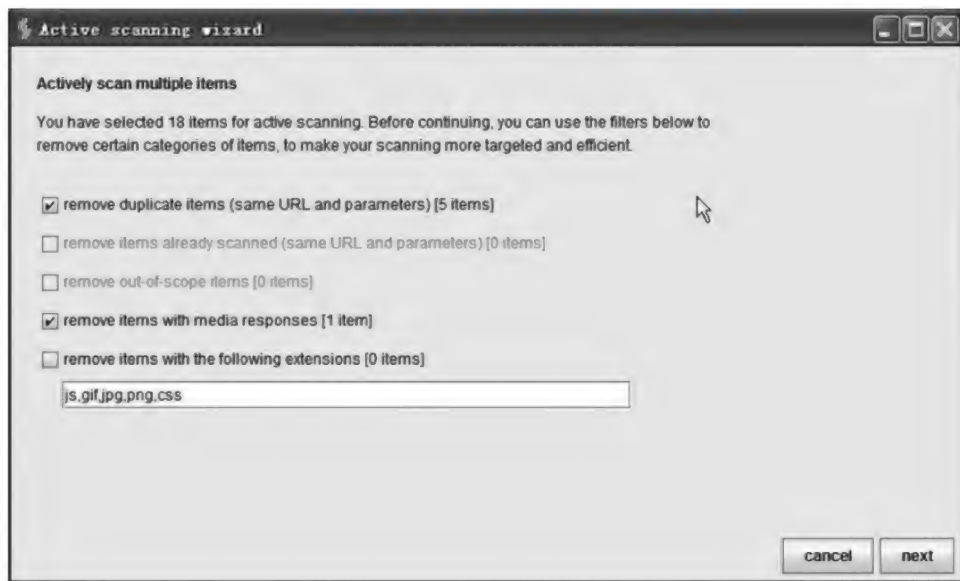 Active scanning wizard
Actively scan multiple items
You have selected 18 items for active scanning. Before continuing, you can use the filters below to
remove certain categories of items, to make your scanning more targeted and efficient.
remove duplicate items (same URL and parameters) [5 items]
remove items already scanned (same URL and parameters) [0 items]
remove out-of-scope items [0 items]
remove items with media responses [1 item]
remove items with the following extensions [0 items]
js,gif,jpg,png,css
cancel next